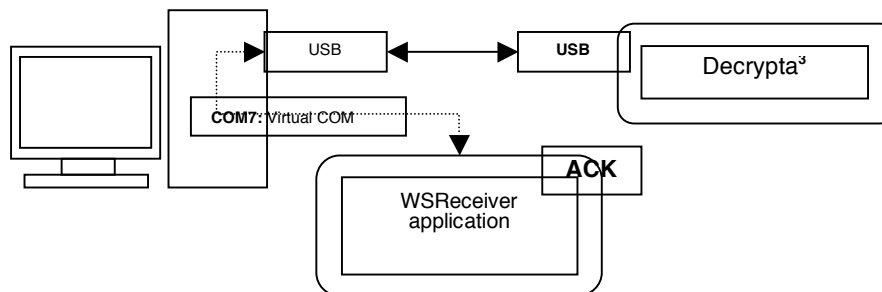 USB
USB
Decrypta³
COM7: Virtual COM
ACK
WSReceiver
application